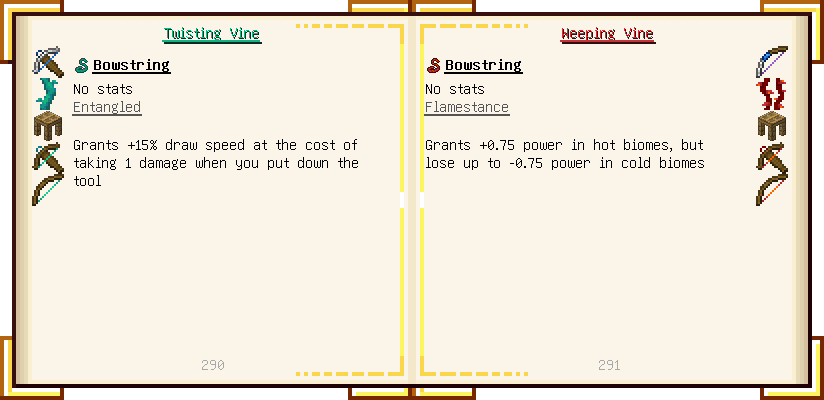 Twisting Vine
Bowstring
No stats
Entangled
Grants +15% draw speed at the cost of
taking 1 damage when you put down the
tool
290
Weeping Vine
Bowstring
No stats
Flamestance
Grants +0.75 power in hot biomes, but
lose up to -0.75 power in cold biomes
291